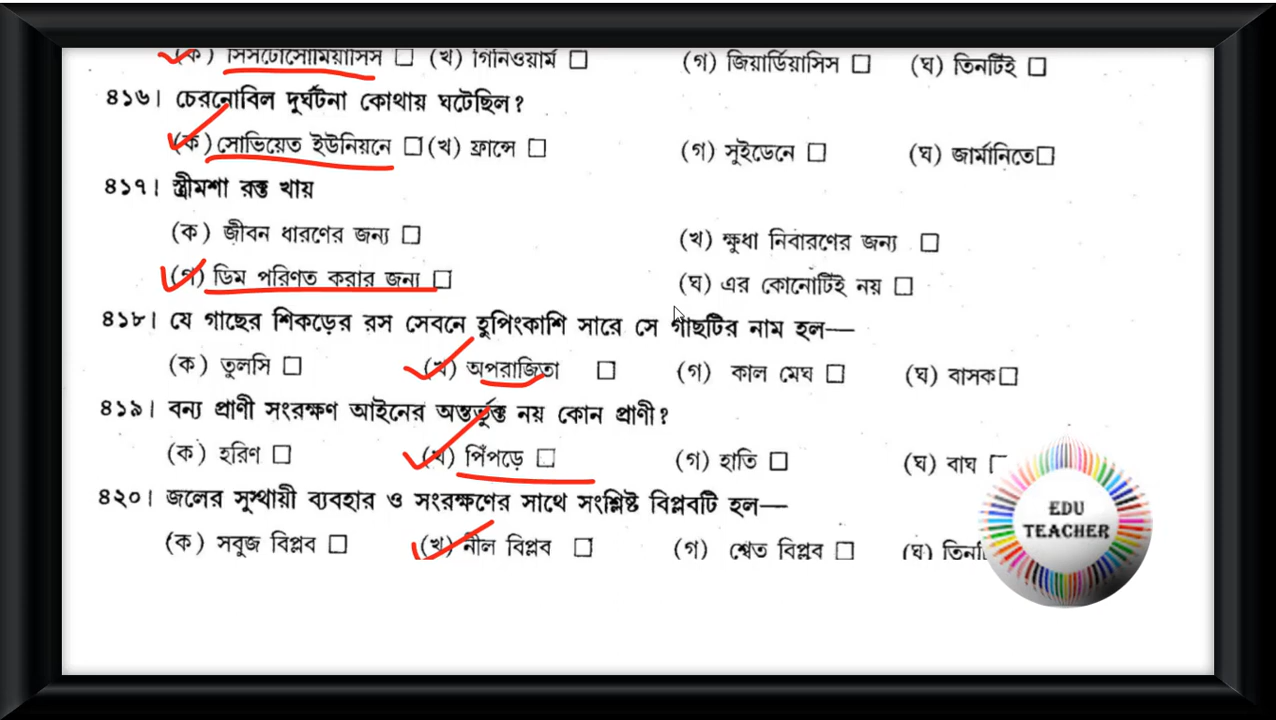 (ক) সিসটোসোমিয়াসিস (খ) গিনিওয়ার্ম (গ) জিয়ার্ডিয়াসিস (ঘ) তিনটিই
৪১৬। চেরনোবিল দুর্ঘটনা কোথায় ঘটেছিল?
(ক) সোভিয়েত ইউনিয়নে (খ) ফ্রান্সে (গ) সুইডেনে (ঘ) জার্মানিতে
৪১৭। স্ত্রীমশা রক্ত খায়
(ক) জীবন ধারণের জন্য (খ) ক্ষুধা নিবারণের জন্য
(গ) ডিম পরিণত করার জন্য (ঘ) এর কোনোটিই নয়
৪১৮। যে গাছের শিকড়ের রস সেবনে হুপিংকাশি সারে সে গাছটির নাম হল—
(ক) তুলসি (খ) অপরাজিতা (গ) কাল মেঘ (ঘ) বাসক
৪১৯। বন্য প্রাণী সংরক্ষণ আইনের অন্তর্ভুক্ত নয় কোন প্রাণী?
(ক) হরিণ (খ) পিঁপড়ে (গ) হাতি (ঘ) বাঘ
৪২০। জলের সুস্থায়ী ব্যবহার ও সংরক্ষণের সাথে সংশ্লিষ্ট বিপ্লবটি হল—
(ক) সবুজ বিপ্লব (খ) নীল বিপ্লব (গ) শ্বেত বিপ্লব (ঘ)
EDU
TEACHER